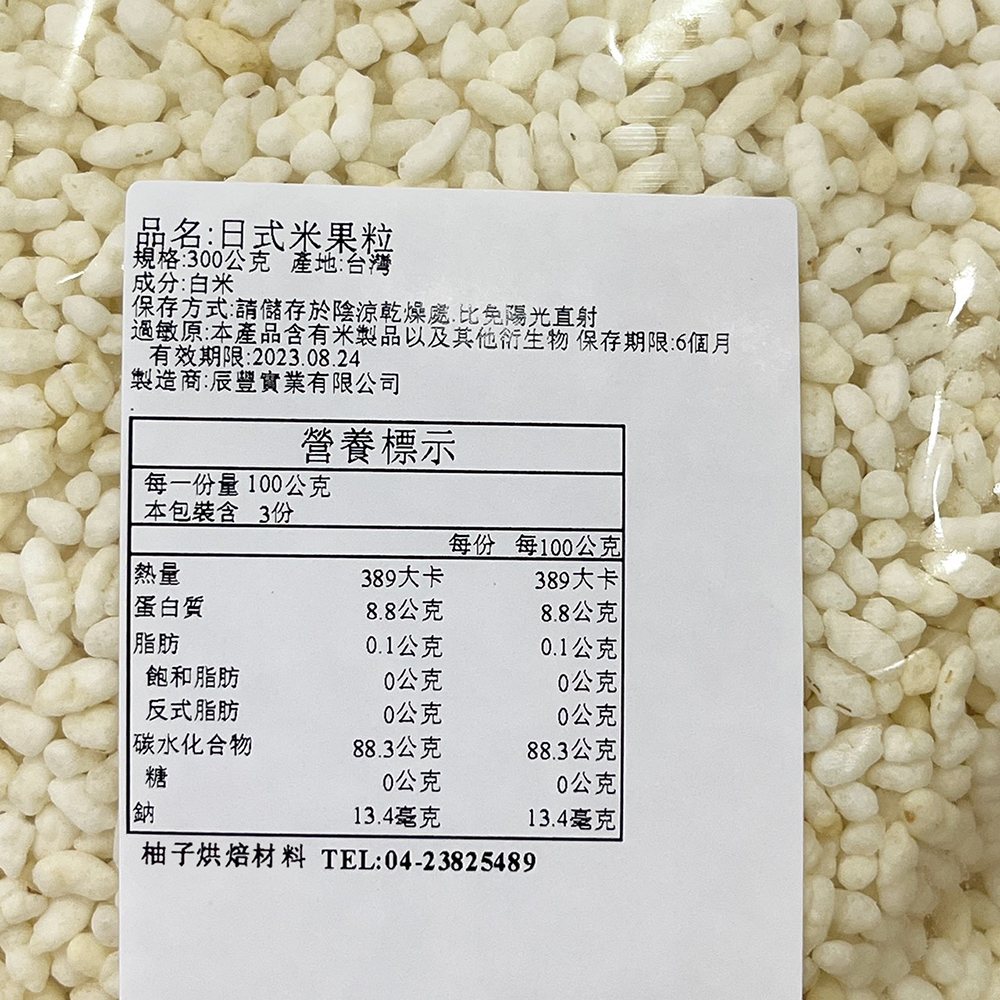 品名:日式米果粒
規格:300公克 產地:台灣
成分:白米
保存方式:請儲存於陰涼乾燥處.比免陽光直射
過敏原:本產品含有米製品以及其他衍生物 保存期限:6個月
有效期限:2023.08.24
製造商:辰豐實業有限公司
營養標示
每一份量 100公克
本包裝含 3份
每份 每100公克
熱量 389大卡 389大卡
蛋白質 8.8公克 8.8公克
脂肪 0.1公克 0.1公克
飽和脂肪 0公克 0公克
反式脂肪 0公克 0公克
碳水化合物 88.3公克 88.3公克
糖 0公克 0公克
鈉 13.4毫克 13.4毫克
柚子烘焙材料 TEL:04-23825489